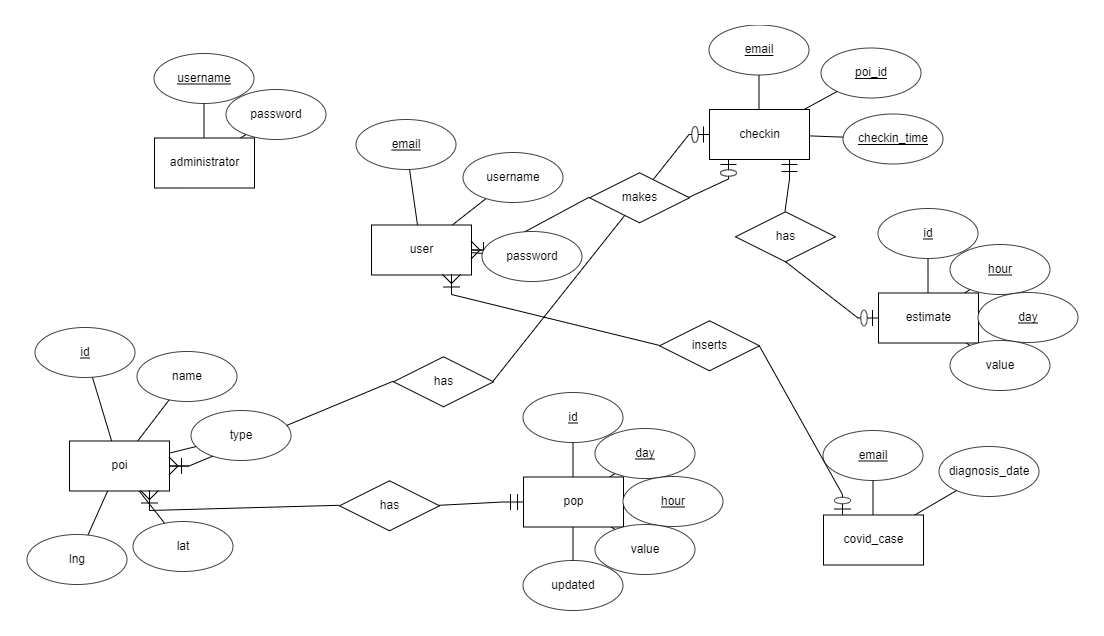 email
username
poi_id
password
checkin
checkin_time
email
administrator
username
makes
id
has
user
password
hour
estimate
day
id
inserts
value
name
has
id
type
email
day
diagnosis_date
poi
pop
hour
has
covid_case
lng
lat
value
updated